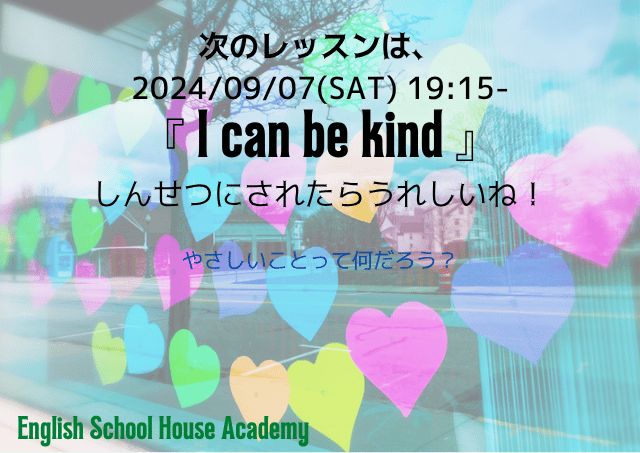 次のレッスンは、
2024/09/07(SAT) 19:15-
『 I can be kind 』
しんせつにされたらうれしいね！
やさしいことって何だろう？
English School House Academy